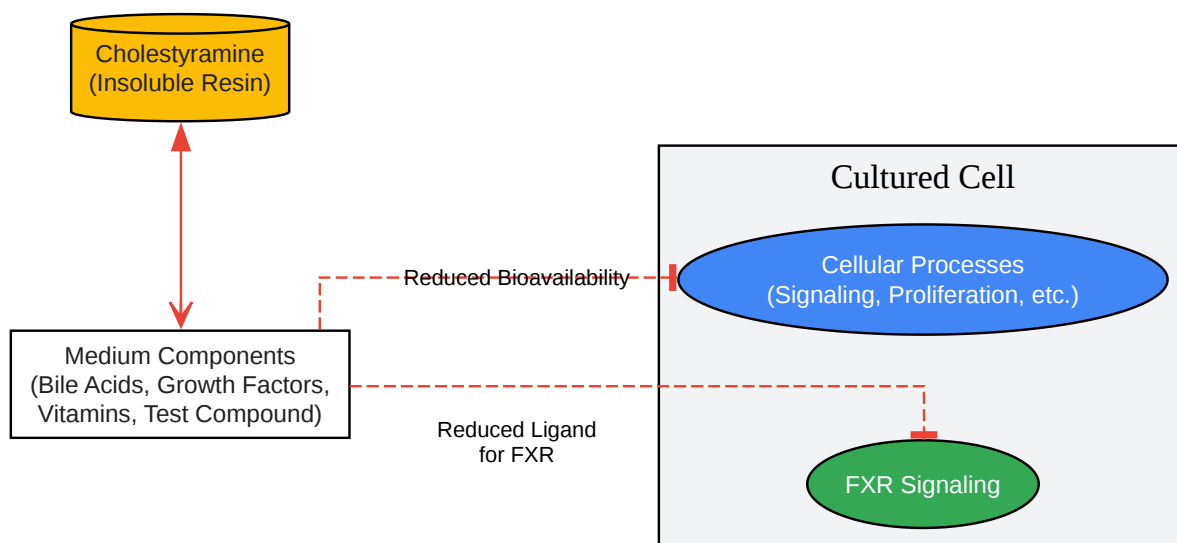 Cholestyramine
(Insoluble Resin)
Cultured Cell
Reduced Bioavailability
Cellular Processes
(Signaling, Proliferation, etc.)
Medium Components
(Bile Acids, Growth Factors,
Vitamins, Test Compound)
Reduced Ligand
for FXR
FXR Signaling